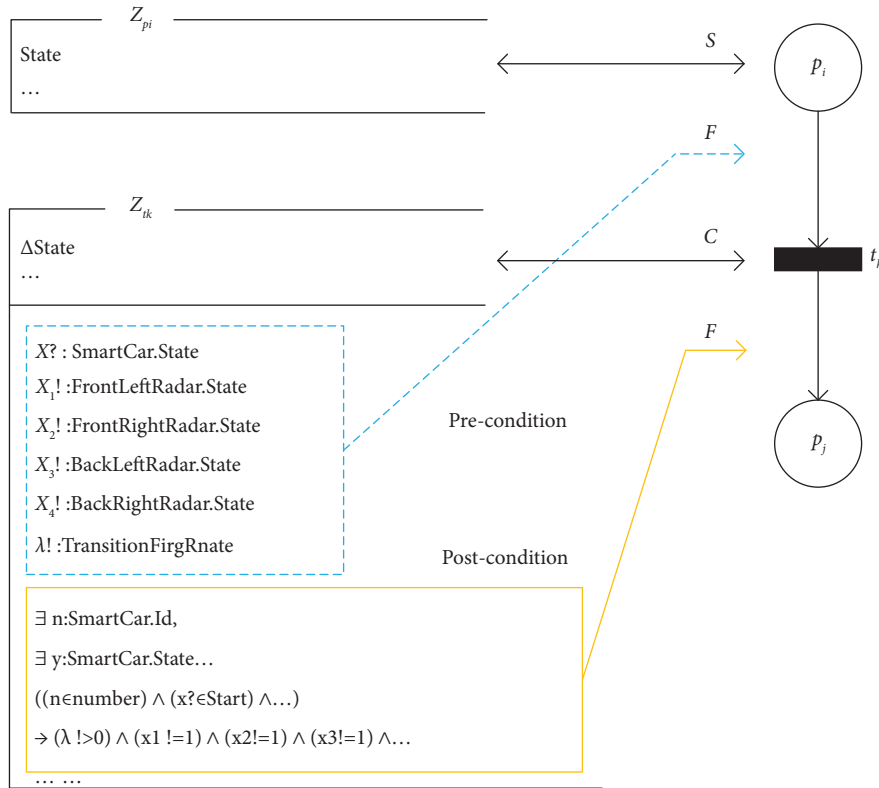 Z_pi
State
…
S
p_i
F
Z_tk
ΔState
…
C
F
X? : SmartCar.State
X_1! :FrontLeftRadar.State
X_2! :FrontRightRadar.State
X_3! :BackLeftRadar.State
X_4! :BackRightRadar.State
λ! :TransitionFirgRnate
Pre-condition
p_j
Post-condition
∃ n:SmartCar.Id,
∃ y:SmartCar.State…
((n∈number) ∧ (x?∈Start) ∧…)
→ (λ !>0) ∧ (x1 !=1) ∧ (x2!=1) ∧ (x3!=1) ∧…
… …